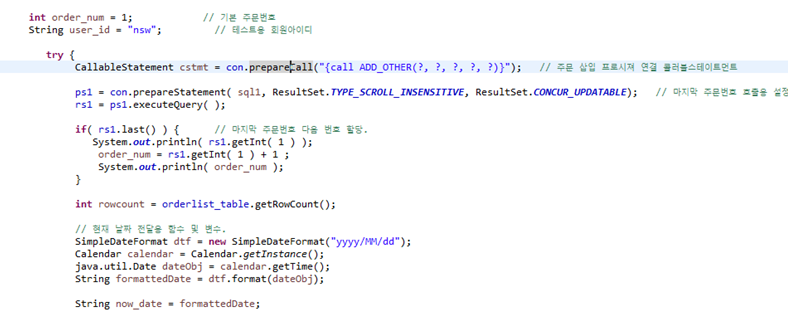 int order_num = 1; // 기본 주문번호
String user_id = "nsw"; // 테스트용 회원아이디
try {
CallableStatement cstmt = con.prepareCall("{call ADD_OTHER(?, ?, ?, ?, ?)}"); // 주문 삽입 프로시져 연결 콜러블스테이트먼트
ps1 = con.prepareStatement( sql1, ResultSet.TYPE_SCROLL_INSENSITIVE, ResultSet.CONCUR_UPDATABLE); // 마지막 주문번호 호출용 설정
rs1 = ps1.executeQuery( );
if( rs1.last() ) { // 마지막 주문번호 다음 번호 할당.
System.out.println( rs1.getInt( 1 ) );
order_num = rs1.getInt( 1 ) + 1 ;
System.out.println( order_num );
}
int rowcount = orderlist_table.getRowCount();
// 현재 날짜 전달용 함수 및 변수.
SimpleDateFormat dtf = new SimpleDateFormat("yyyy/MM/dd");
Calendar calendar = Calendar.getInstance();
java.util.Date dateObj = calendar.getTime();
String formattedDate = dtf.format(dateObj);
String now_date = formattedDate;